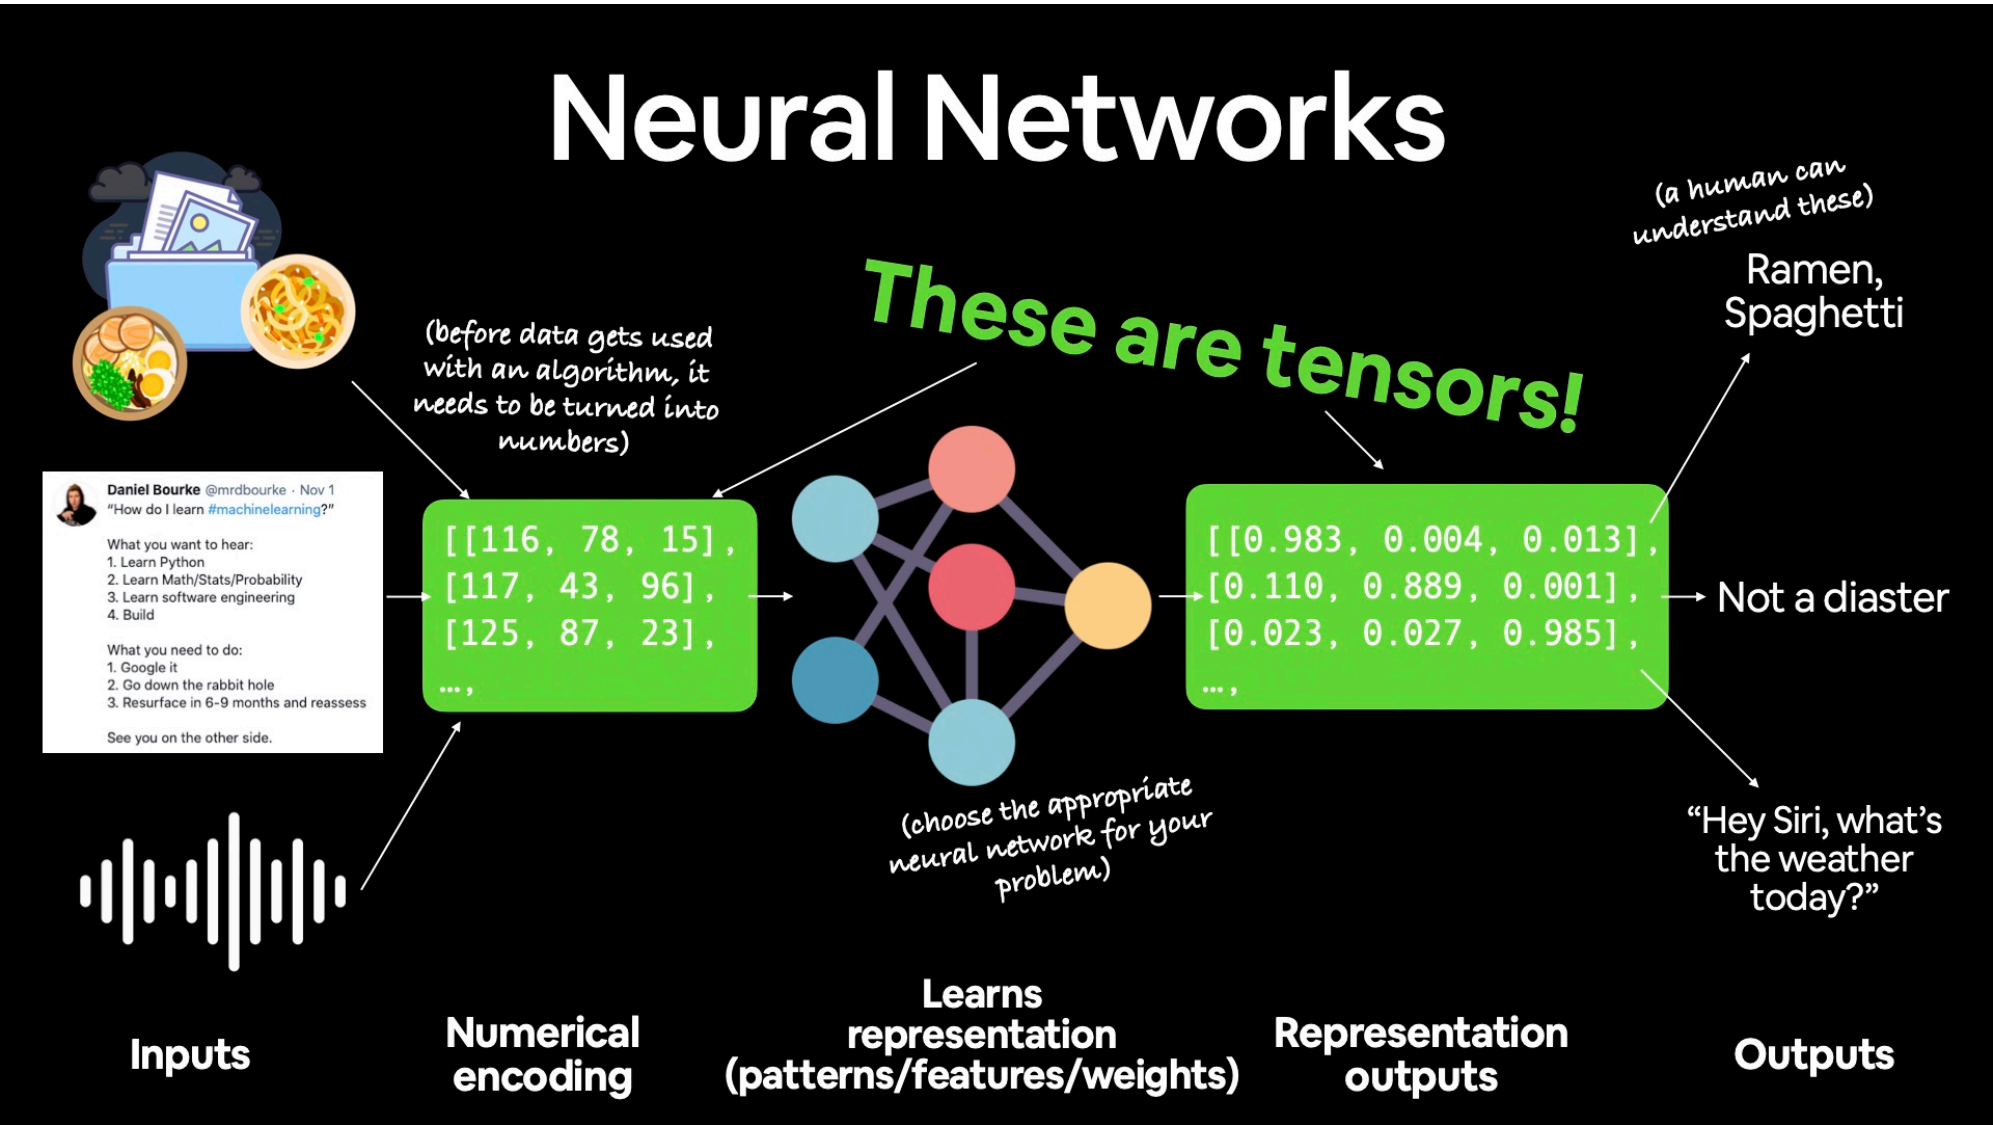 Neural Networks
(a human can
understand these)
Ramen,
Spaghetti
These are tensors!
(before data gets used
with an algorithm, it
needs to be turned into
numbers)
Daniel Bourke @mrdbourke · Nov 1
“How do I learn #machinelearning?”
What you want to hear:
1. Learn Python
2. Learn Math/Stats/Probability
3. Learn software engineering
4. Build
What you need to do:
1. Google it
2. Go down the rabbit hole
3. Resurface in 6-9 months and reassess
See you on the other side.
[[116, 78, 15],
[117, 43, 96],
[125, 87, 23],
…,
[[0.983, 0.004, 0.013],
[0.110, 0.889, 0.001],
[0.023, 0.027, 0.985],
…,
Not a diaster
(choose the appropriate
neural network for your
problem)
“Hey Siri, what’s
the weather
today?”
Inputs
Numerical
encoding
Learns
representation
(patterns/features/weights)
Representation
outputs
Outputs